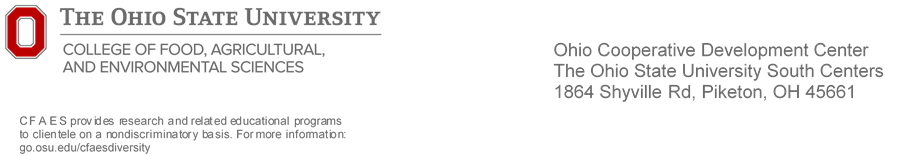 THE OHIO STATE UNIVERSITY
COLLEGE OF FOOD, AGRICULTURAL,
AND ENVIRONMENTAL SCIENCES
Ohio Cooperative Development Center
The Ohio State University South Centers
1864 Shyville Rd, Piketon, OH 45661
CFAES provides research and related educational programs
to clientele on a nondiscriminatory basis. For more information:
go.osu.edu/cfaesdiversity